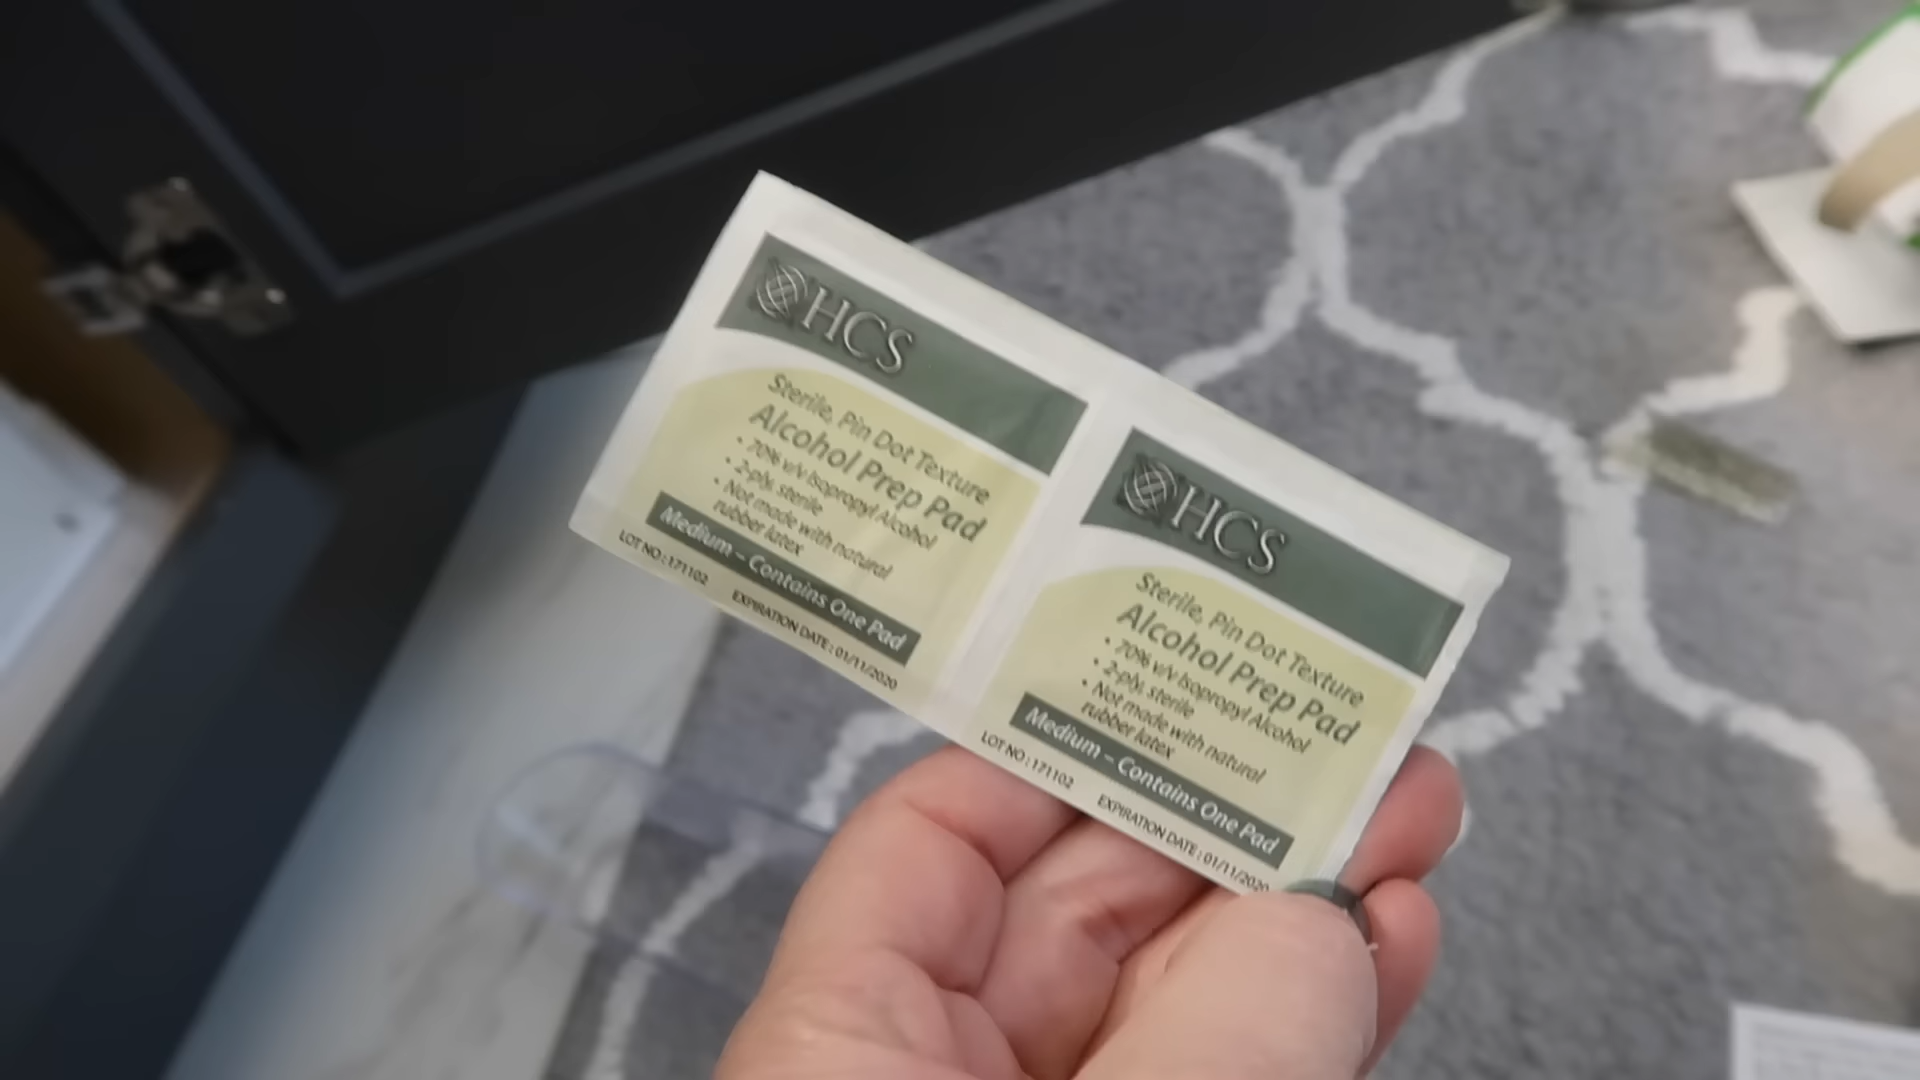 HCS
Sterile, Pin Dot Texture
Alcohol Prep Pad
• 70% v/v Isopropyl Alcohol
• 2-ply, sterile
• Not made with natural
rubber latex
Medium – Contains One Pad
LOT NO : 171102 EXPIRATION DATE : 01/11/2020
HCS
Sterile, Pin Dot Texture
Alcohol Prep Pad
• 70% v/v Isopropyl Alcohol
• 2-ply, sterile
• Not made with natural
rubber latex
Medium – Contains One Pad
LOT NO : 171102 EXPIRATION DATE : 01/11/2020